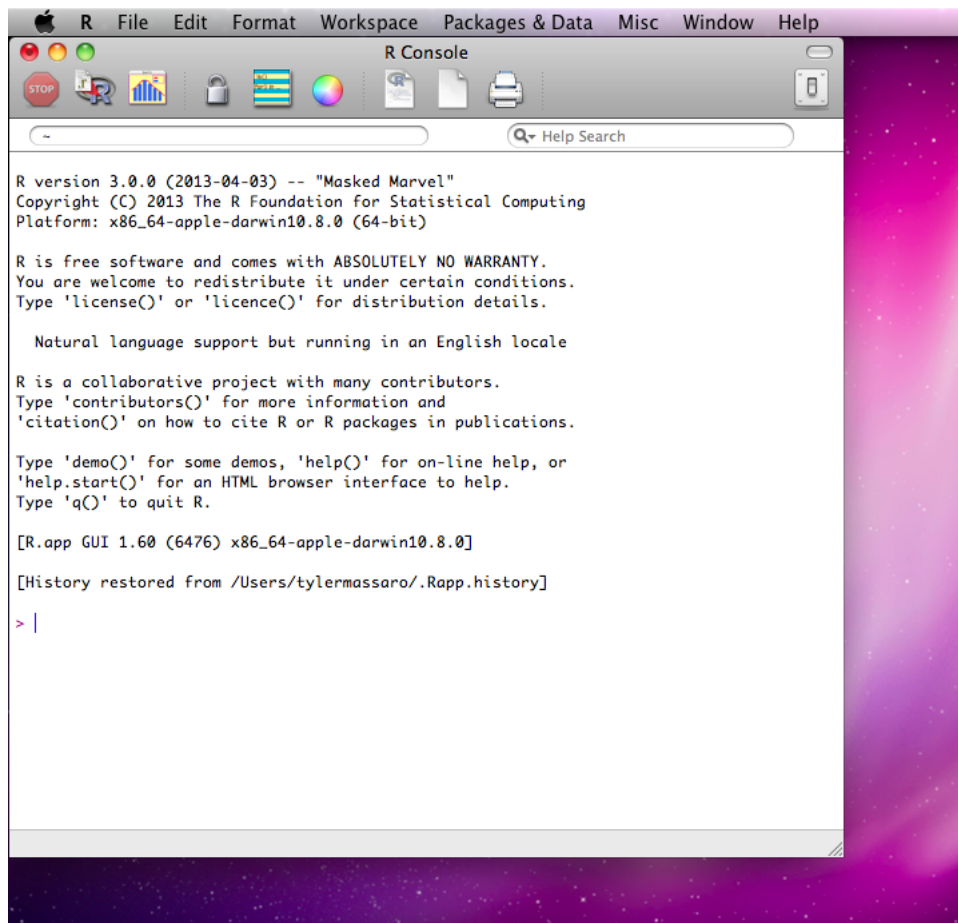 R File Edit Format Workspace Packages & Data Misc Window Help
R Console
STOP
~
Help Search
R version 3.0.0 (2013-04-03) -- "Masked Marvel"
Copyright (C) 2013 The R Foundation for Statistical Computing
Platform: x86_64-apple-darwin10.8.0 (64-bit)
R is free software and comes with ABSOLUTELY NO WARRANTY.
You are welcome to redistribute it under certain conditions.
Type 'license()' or 'licence()' for distribution details.
Natural language support but running in an English locale
R is a collaborative project with many contributors.
Type 'contributors()' for more information and
'citation()' on how to cite R or R packages in publications.
Type 'demo()' for some demos, 'help()' for on-line help, or
'help.start()' for an HTML browser interface to help.
Type 'q()' to quit R.
[R.app GUI 1.60 (6476) x86_64-apple-darwin10.8.0]
[History restored from /Users/tylermassaro/.Rapp.history]
>